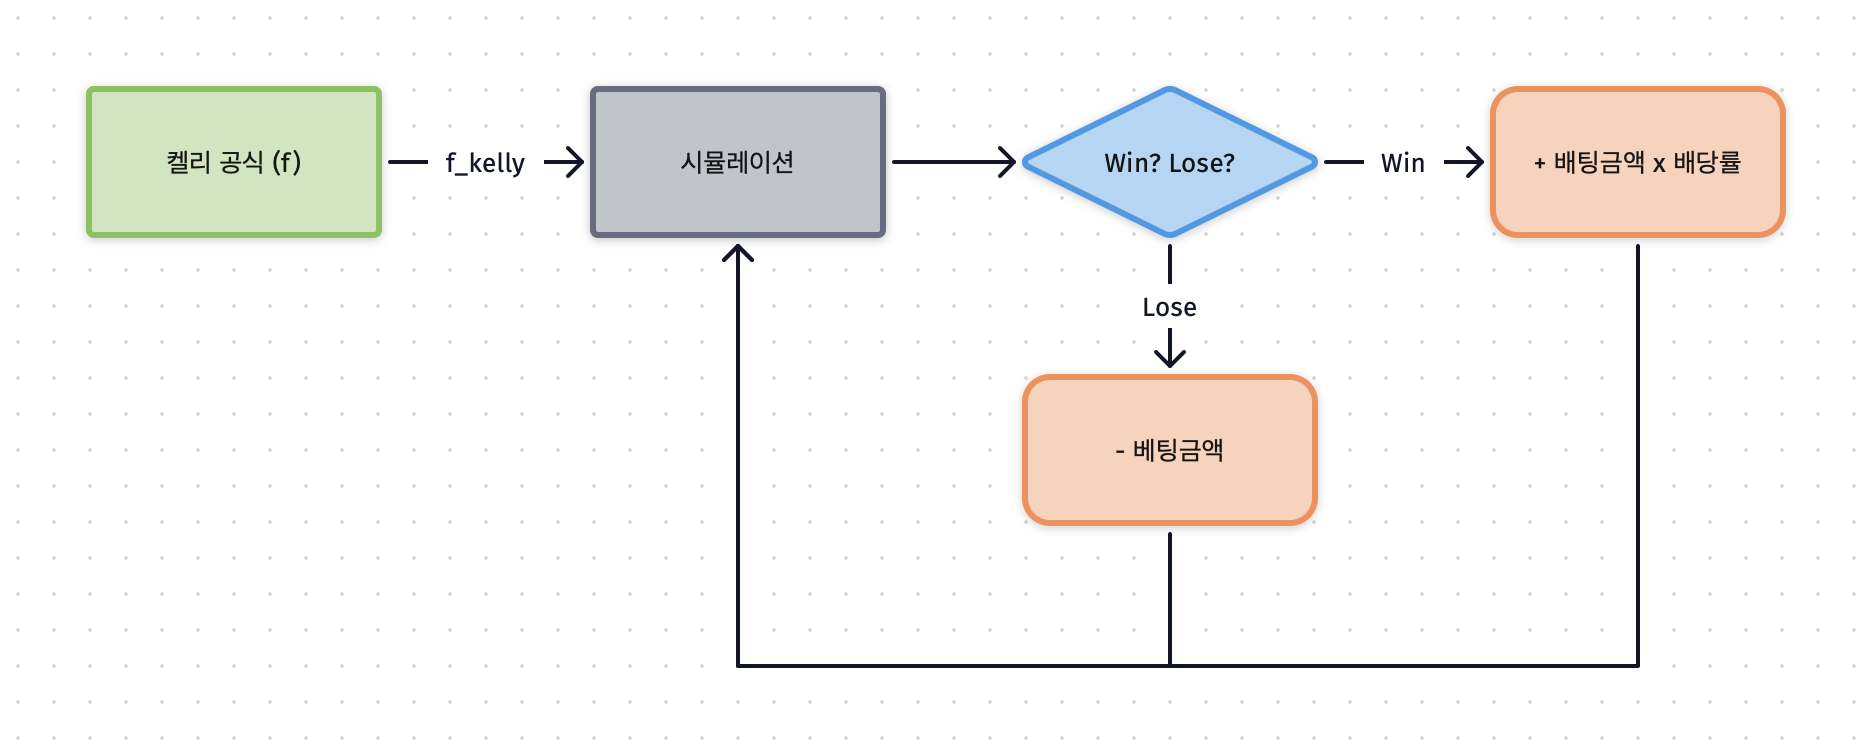 켈리 공식 (f)
f_kelly
시뮬레이션
Win? Lose?
Win
+ 배팅금액 x 배당률
Lose
- 베팅금액